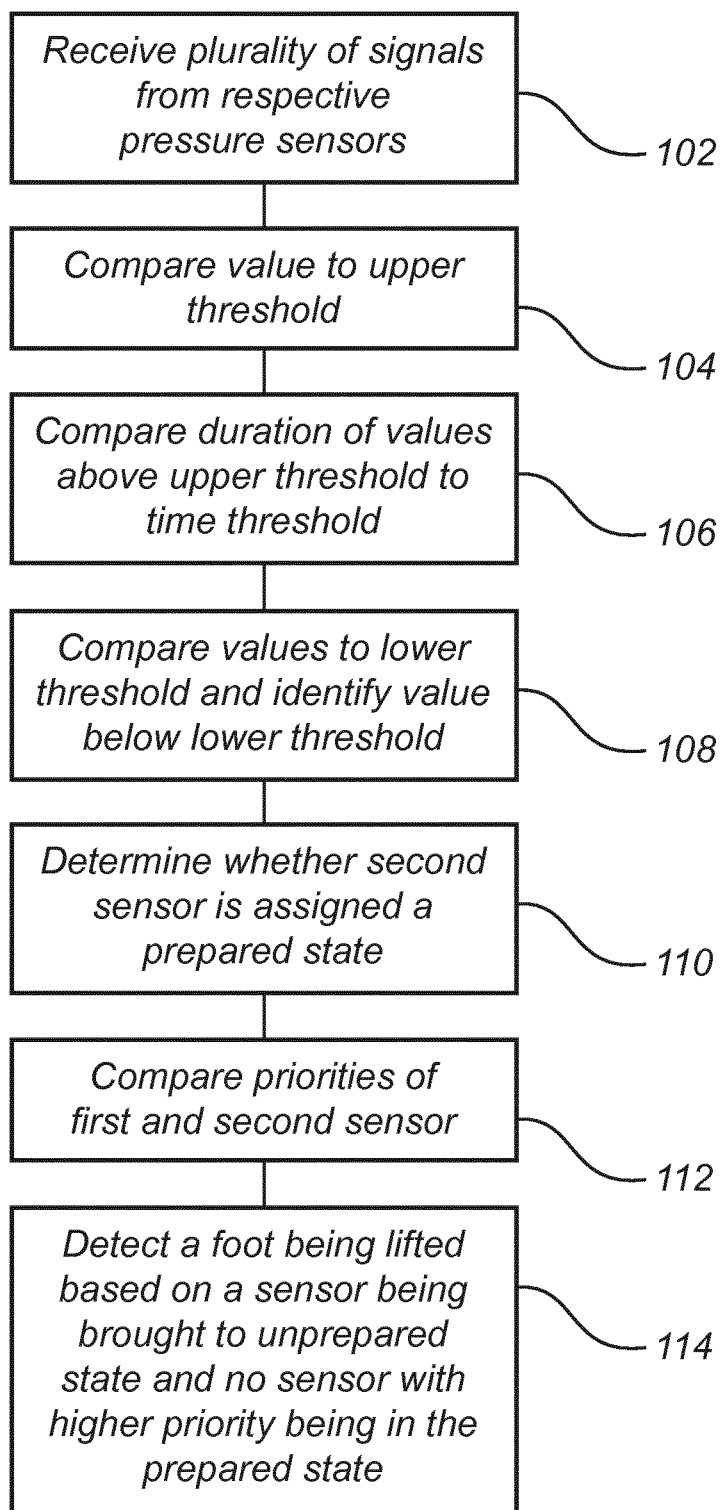 Receive plurality of signals
from respective
pressure sensors
102
Compare value to upper
threshold
104
Compare duration of values
above upper threshold to
time threshold
106
Compare values to lower
threshold and identify value
below lower threshold
108
Determine whether second
sensor is assigned a
prepared state
110
Compare priorities of
first and second sensor
112
Detect a foot being lifted
based on a sensor being
brought to unprepared
state and no sensor with
higher priority being in the
prepared state
114